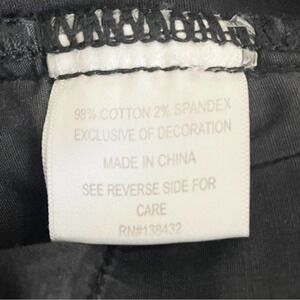 98% COTTON 2% SPANDEX
EXCLUSIVE OF DECORATION
MADE IN CHINA
SEE REVERSE SIDE FOR
CARE
RN#138432